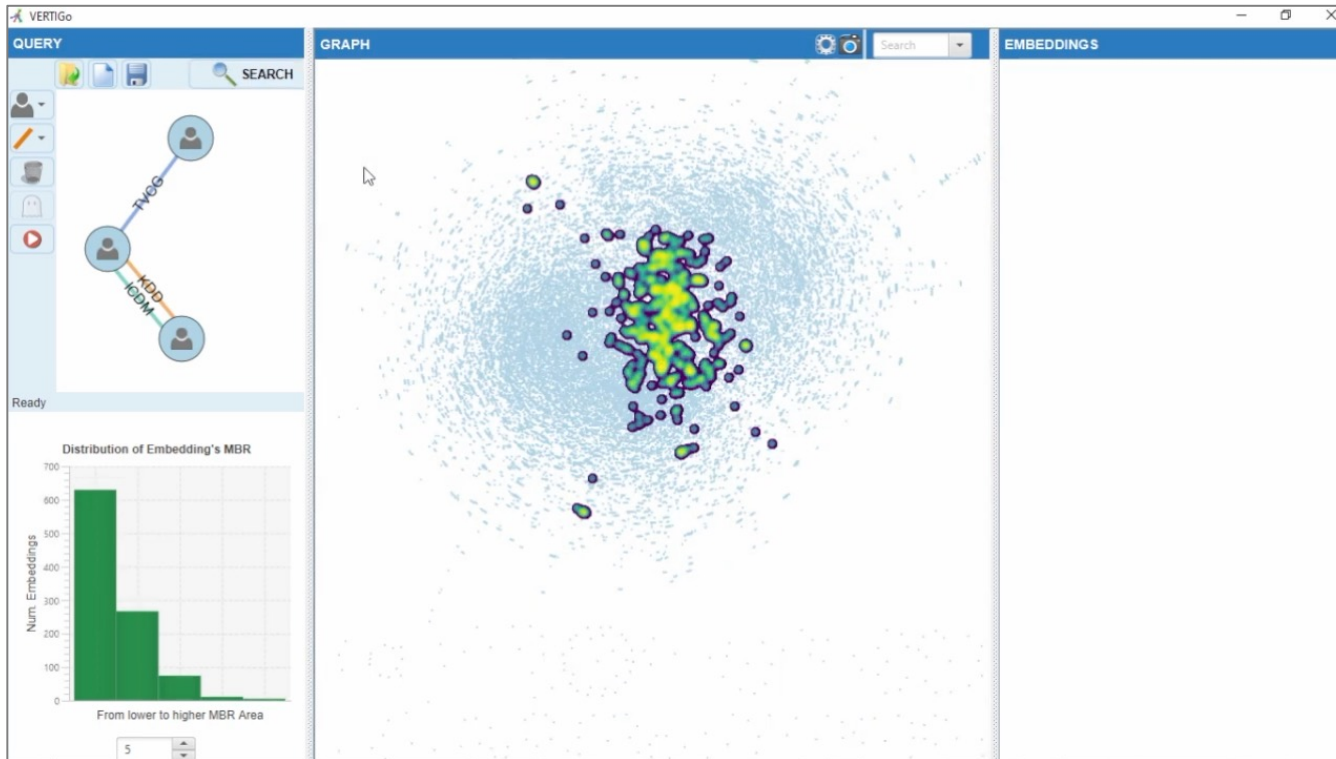 VERTIGo
QUERY
SEARCH
TVCG
KDD
ICDM
Ready
Distribution of Embedding's MBR
700
600
500
400
300
200
100
0
Num. Embeddings
From lower to higher MBR Area
5
GRAPH
Search
EMBEDDINGS